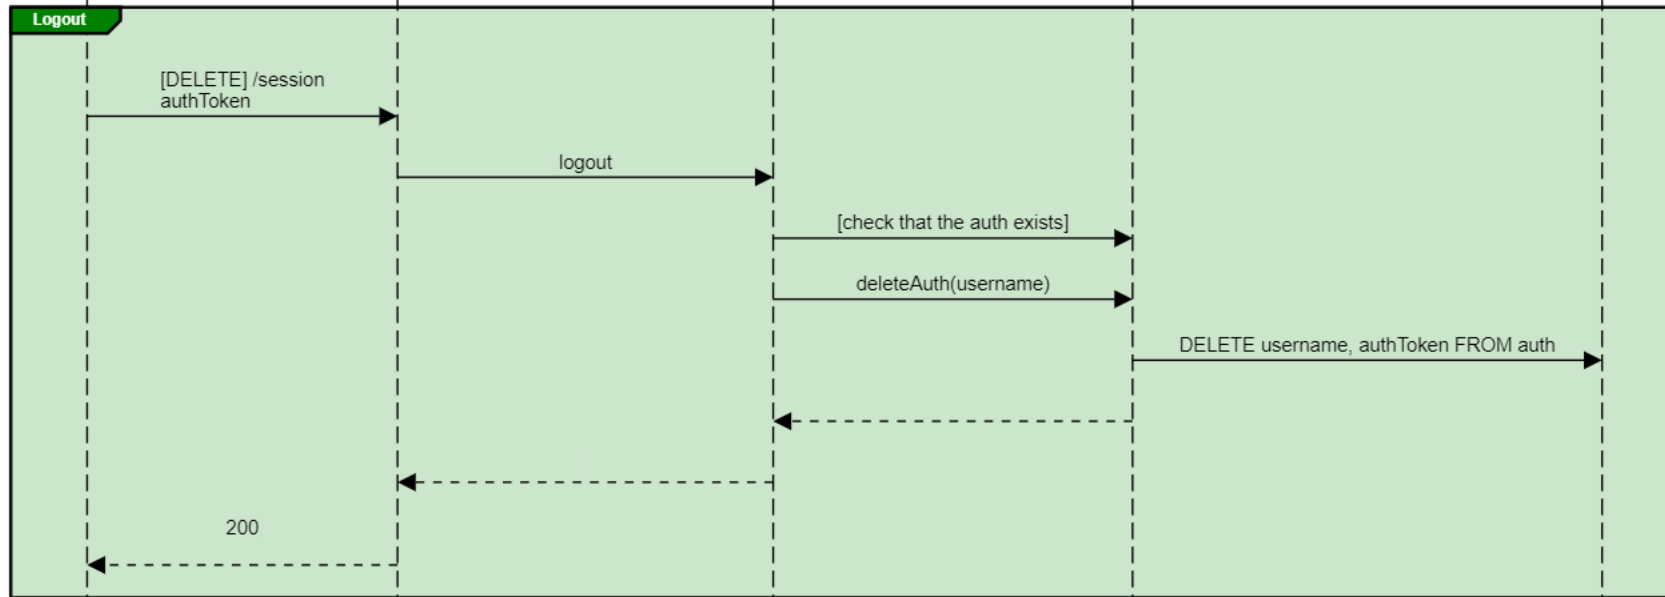 Logout
[DELETE] /session
authToken
logout
[check that the auth exists]
deleteAuth(username)
DELETE username, authToken FROM auth
200